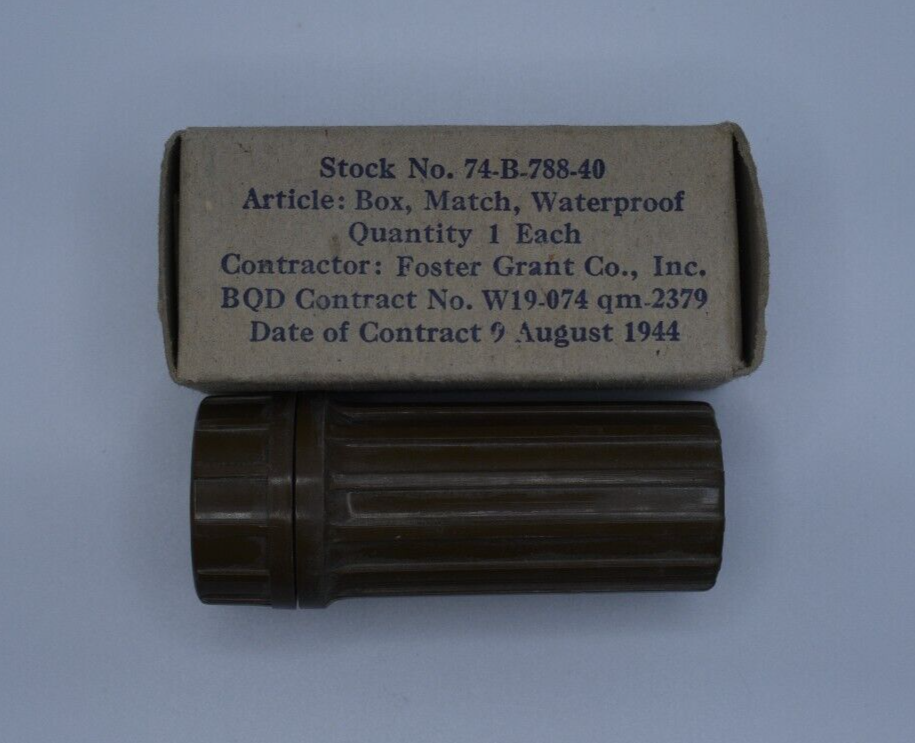 Stock No. 74-B-788-40
Article: Box, Match, Waterproof
Quantity 1 Each
Contractor: Foster Grant Co., Inc.
BQD Contract No. W19-074 qm-2379
Date of Contract 9 August 1944